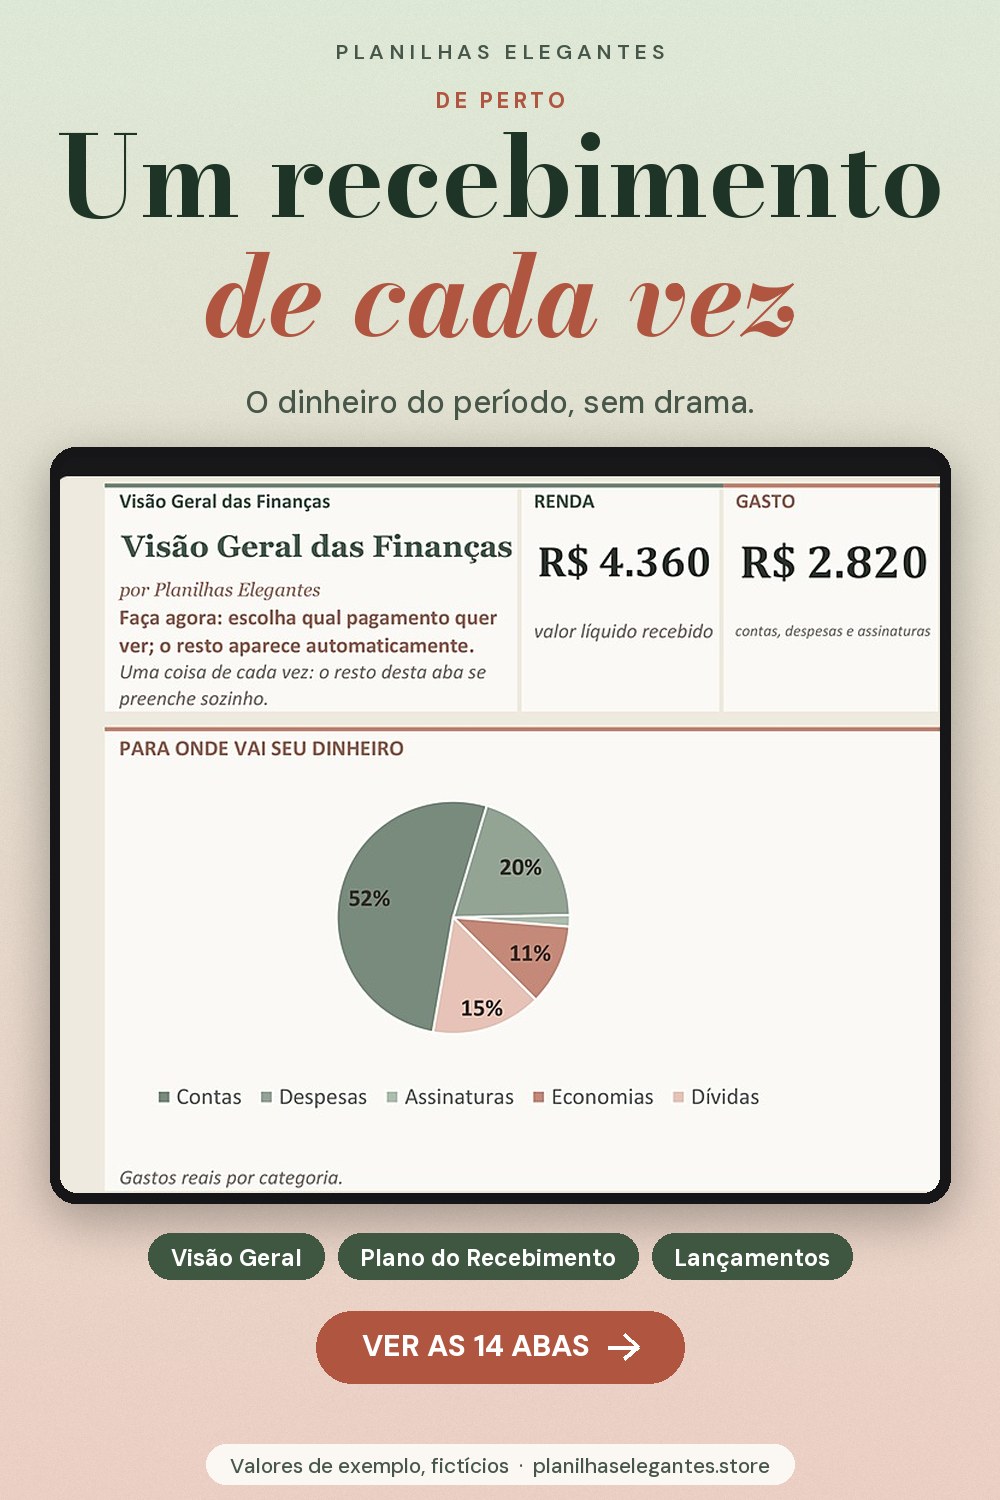 PLANILHAS ELEGANTES
DE PERTO
Um recebimento
de cada vez
O dinheiro do período, sem drama.
Visão Geral das Finanças
Visão Geral das Finanças
por Planilhas Elegantes
Faça agora: escolha qual pagamento quer
ver; o resto aparece automaticamente.
Uma coisa de cada vez: o resto desta aba se
preenche sozinho.
RENDA
R$ 4.360
valor líquido recebido
GASTO
R$ 2.820
contas, despesas e assinaturas
PARA ONDE VAI SEU DINHEIRO
20%
52%
11%
15%
Contas Despesas Assinaturas Economias Dívidas
Gastos reais por categoria.
Visão Geral Plano do Recebimento Lançamentos
VER AS 14 ABAS →
Valores de exemplo, fictícios · planilhaselegantes.store